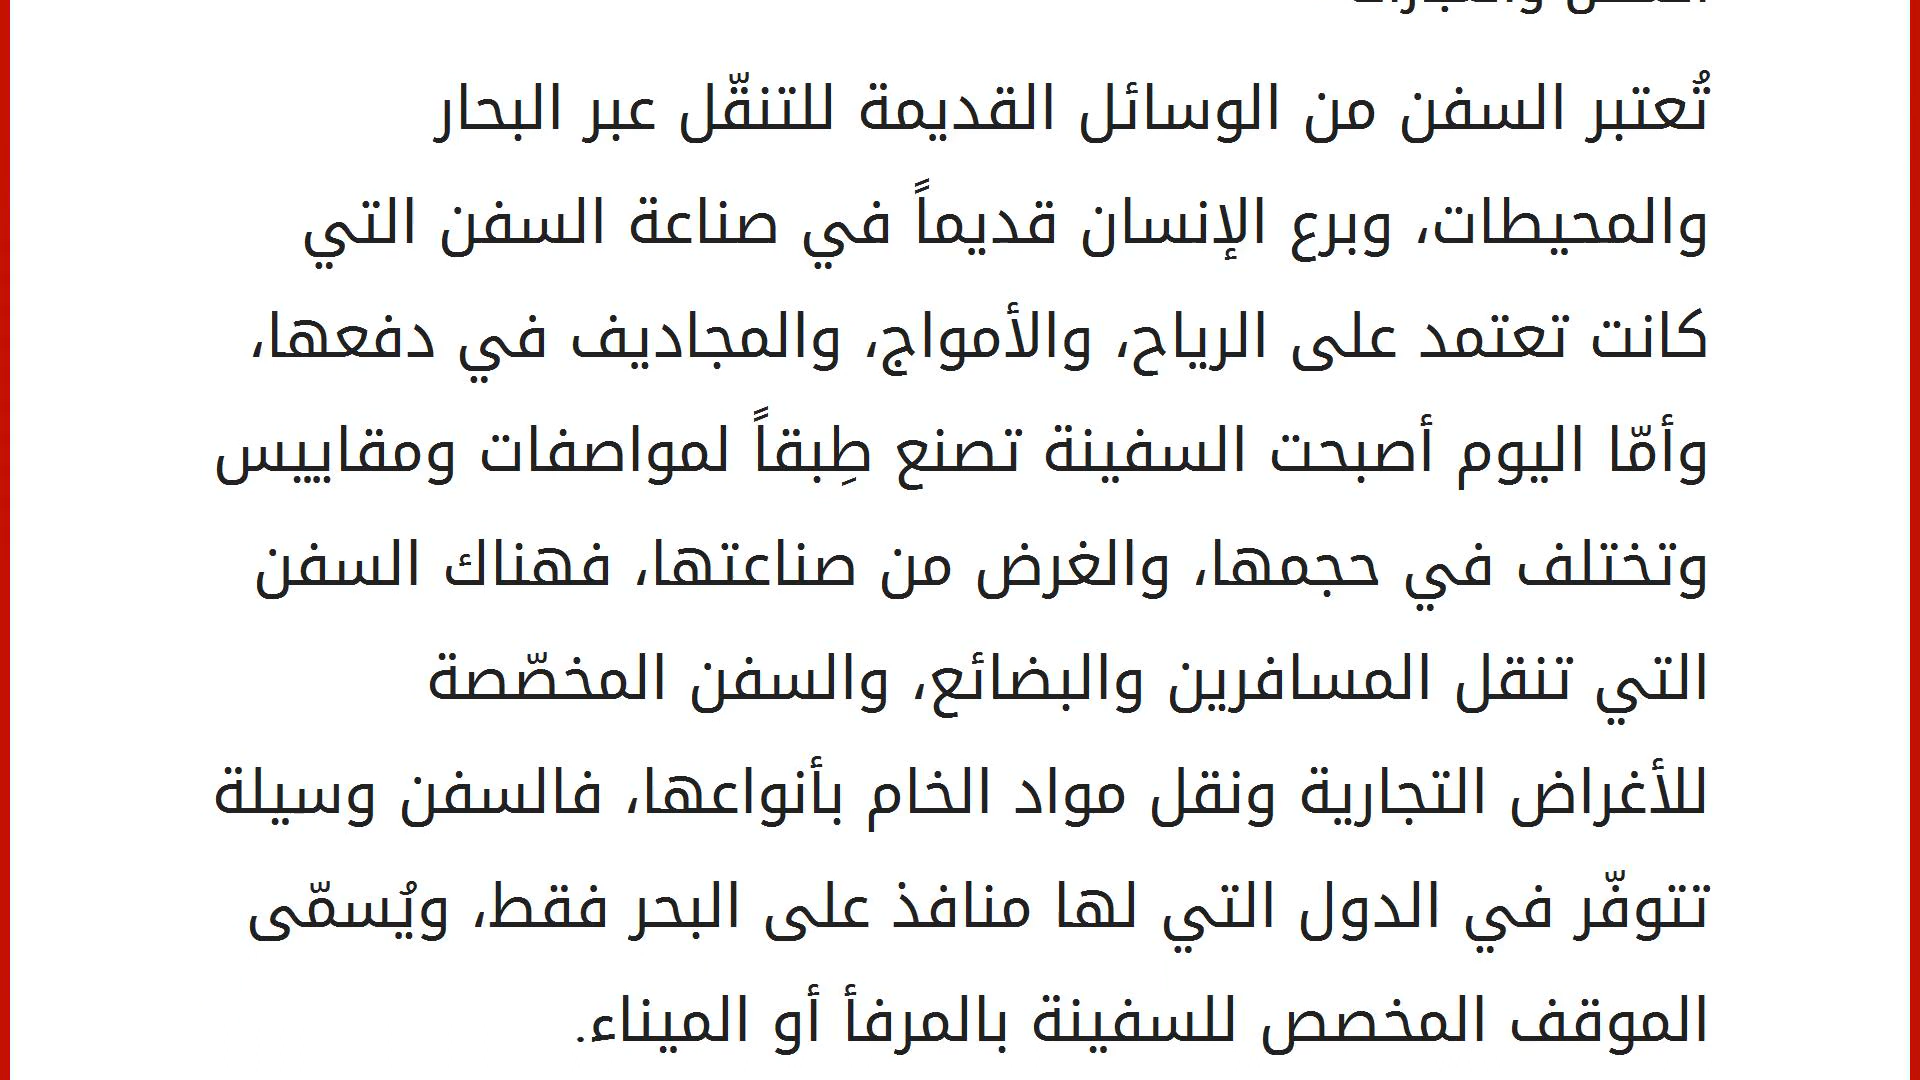 تُعتبر السفن من الوسائل القديمة للتنقّل عبر البحار
والمحيطات، وبرع الإنسان قديماً في صناعة السفن التي
كانت تعتمد على الرياح، والأمواج، والمجاديف في دفعها،
وأمّا اليوم أصبحت السفينة تصنع طِبقاً لمواصفات ومقاييس
وتختلف في حجمها، والغرض من صناعتها، فهناك السفن
التي تنقل المسافرين والبضائع، والسفن المخصّصة
للأغراض التجارية ونقل مواد الخام بأنواعها، فالسفن وسيلة
تتوفّر في الدول التي لها منافذ على البحر فقط، ويُسمّى
الموقف المخصص للسفينة بالمرفأ أو الميناء.